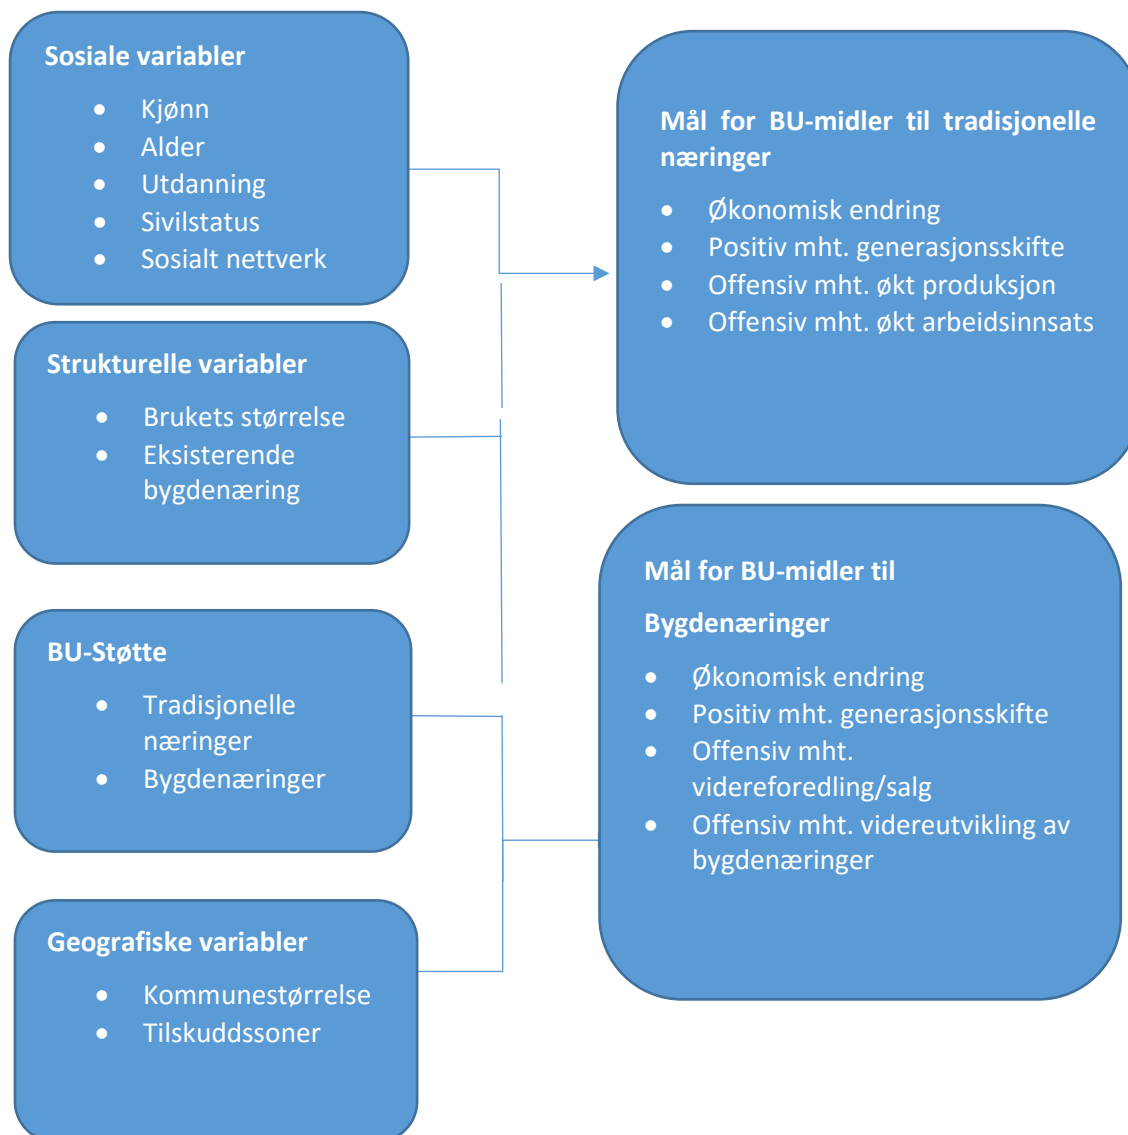 Sosiale variabler
• Kjønn
• Alder
• Utdanning
• Sivilstatus
• Sosialt nettverk
Strukturelle variabler
• Brukets størrelse
• Eksisterende
bygdenæring
BU-Støtte
• Tradisjonelle
næringer
• Bygdenæringer
Geografiske variabler
• Kommunestørrelse
• Tilskuddssoner
Mål for BU-midler til tradisjonelle
næringer
• Økonomisk endring
• Positiv mht. generasjonsskifte
• Offensiv mht. økt produksjon
• Offensiv mht. økt arbeidsinnsats
Mål for BU-midler til
Bygdenæringer
• Økonomisk endring
• Positiv mht. generasjonsskifte
• Offensiv mht.
videreforedling/salg
• Offensiv mht. videreutvikling av
bygdenæringer